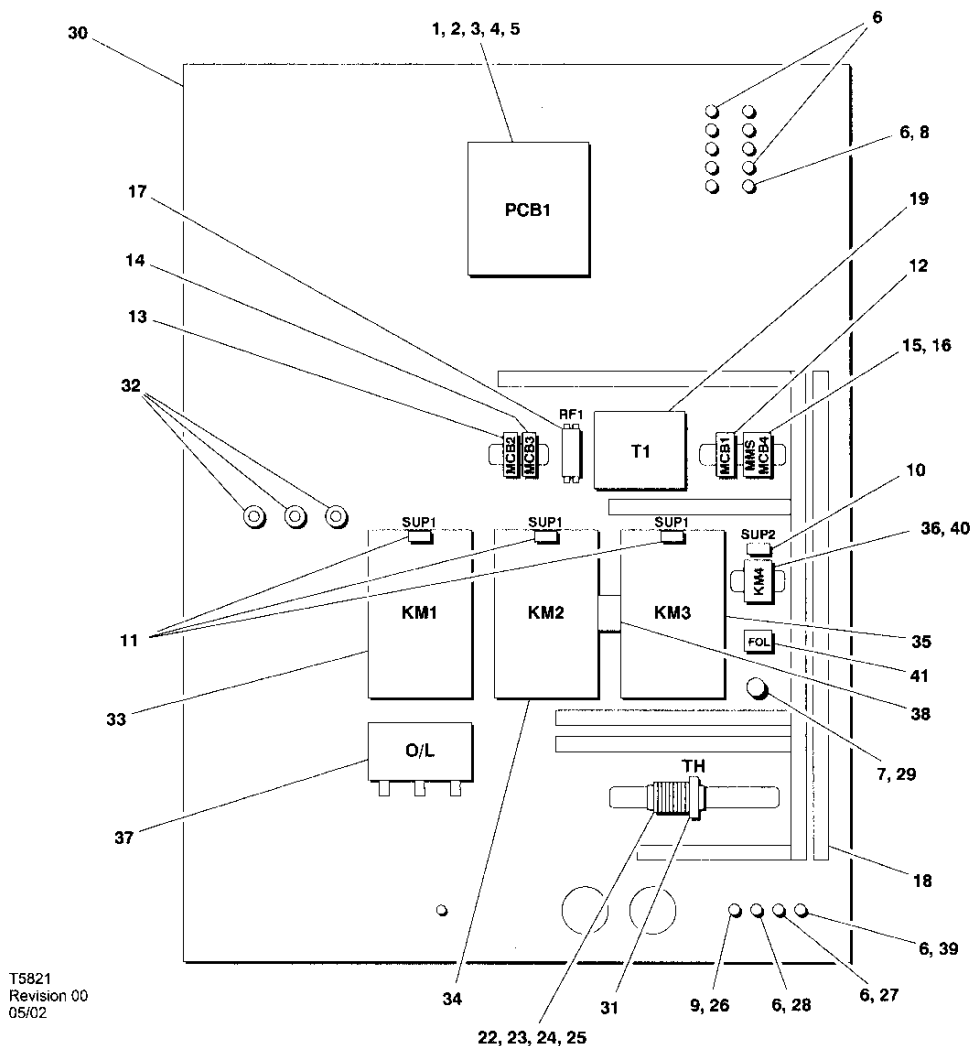 30
1, 2, 3, 4, 5
6
6, 8
17
PCB1
19
14
12
13
15, 16
32
RF1
MCB2
MCB3
T1
MCB1
MMS
MCB4
10
SUP1
SUP1
SUP1
SUP2
36, 40
KM4
KM1
KM2
KM3
11
35
FOL
41
33
38
O/L
7, 29
TH
37
18
6, 39
T5821
Revision 00
05/02
34
31
9, 26
6, 28
6, 27
22, 23, 24, 25